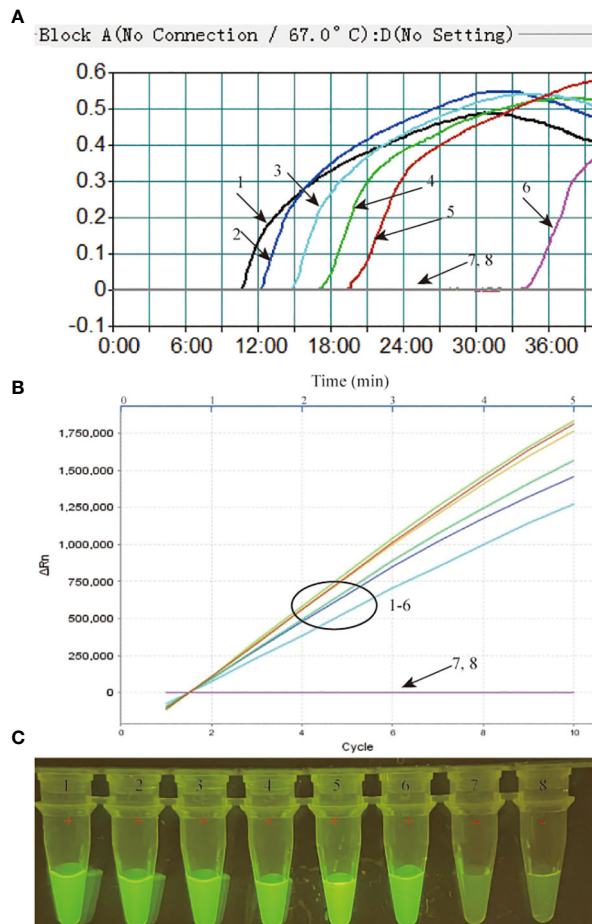 A
Block A(No Connection / 67.0° C):D(No Setting)
0.6
0.5
0.4
0.3
0.2
0.1
0
-0.1
1
2
3
4
5
6
7, 8
0:00 6:00 12:00 18:00 24:00 30:00 36:00
Time (min)
B
0 1 2 3 4 5
1,750,000
1,500,000
1,250,000
1,000,000
750,000
500,000
250,000
0
ΔRn
1-6
7, 8
0 2 4 6 8 10
Cycle
C
1 2 3 4 5 6 7 8
+ + + + + - - -